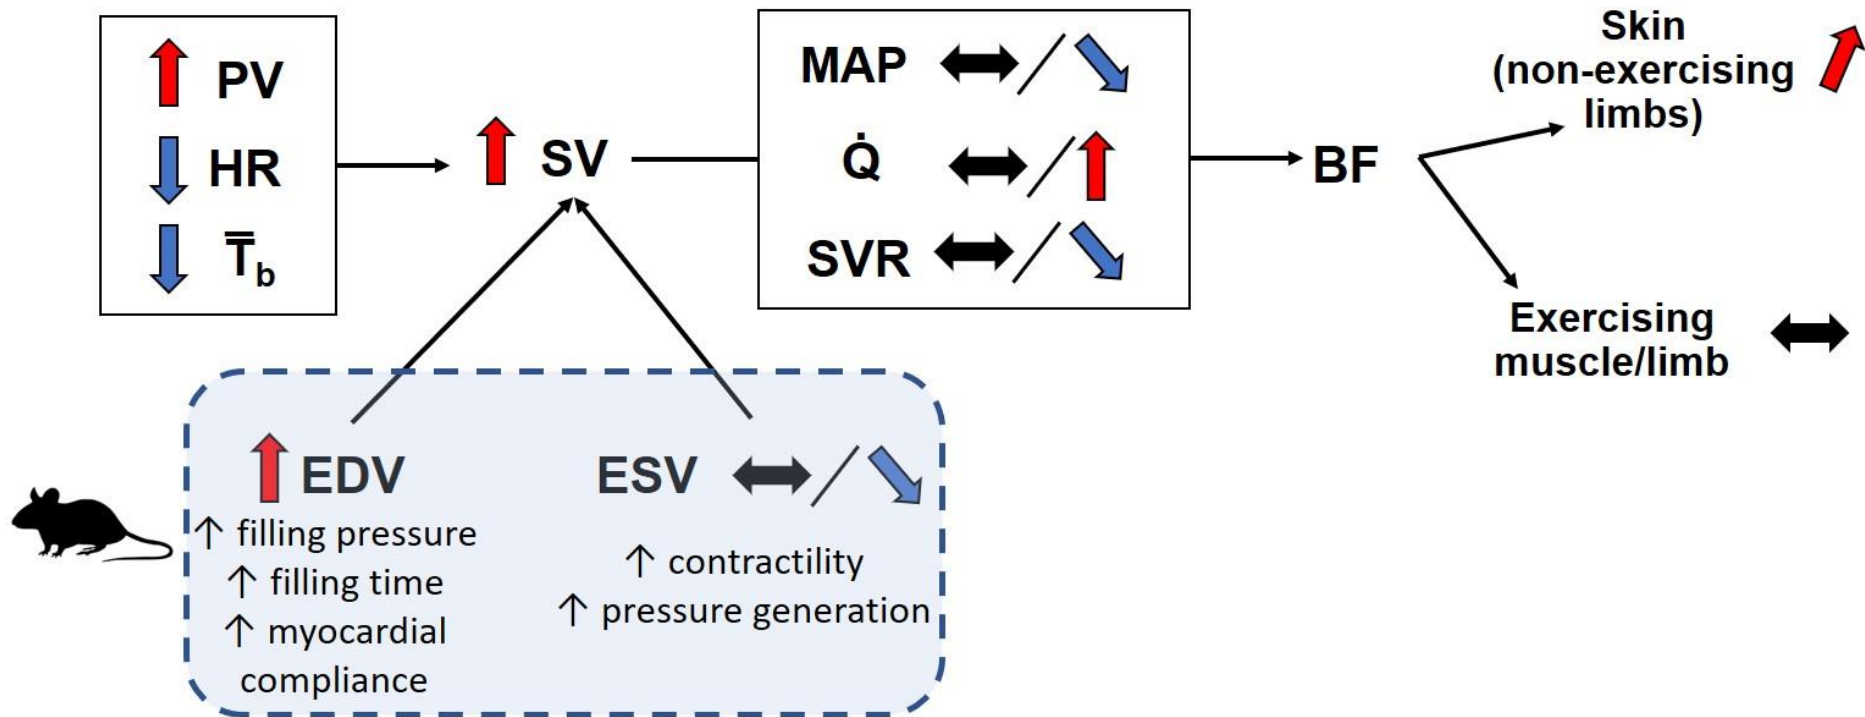 PV
HR
T̿b
SV
MAP
Q̇
SVR
BF
Skin
(non-exercising
limbs)
Exercising
muscle/limb
EDV
↑ filling pressure
↑ filling time
↑ myocardial
compliance
ESV
↑ contractility
↑ pressure generation